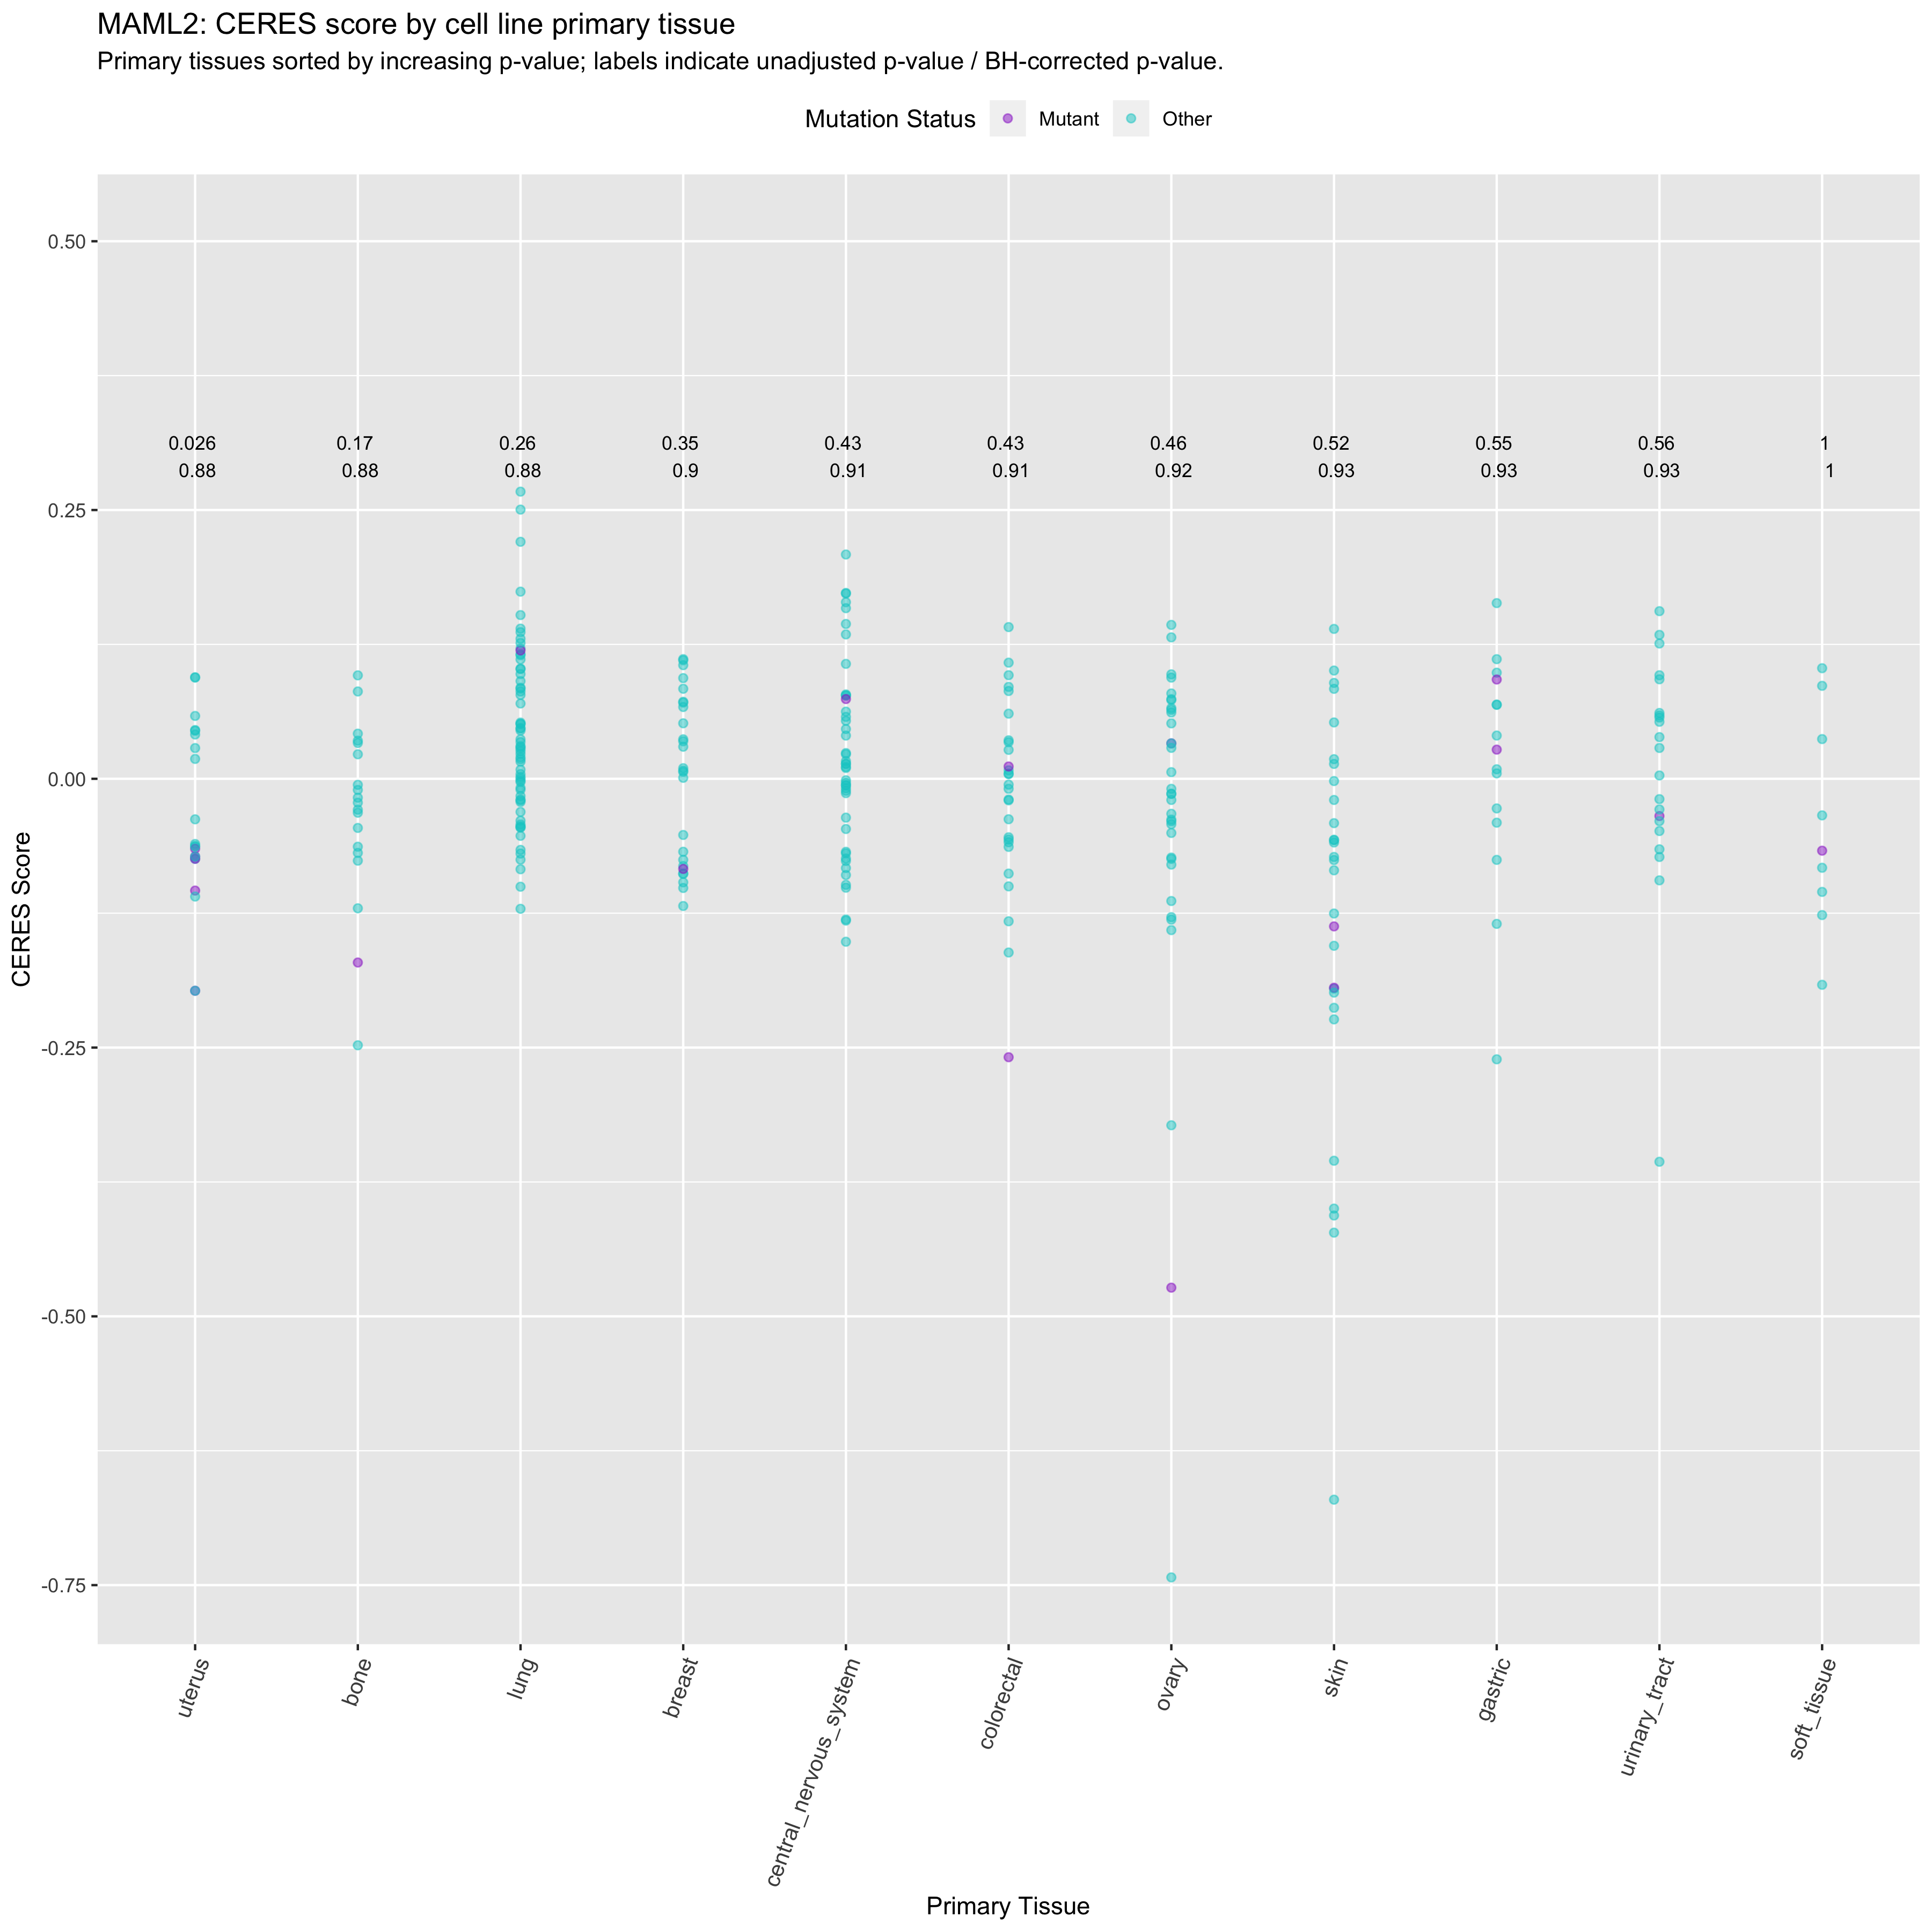 MAML2: CERES score by cell line primary tissue
Primary tissues sorted by increasing p-value; labels indicate unadjusted p-value / BH-corrected p-value.
Mutation Status Mutant Other
0.50
0.026 0.17 0.26 0.35 0.43 0.43 0.46 0.52 0.55 0.56 1
0.88 0.88 0.88 0.9 0.91 0.91 0.92 0.93 0.93 0.93 1
0.25
0.00
-0.25
-0.50
-0.75
CERES Score
uterus bone lung breast central_nervous_system colorectal ovary skin gastric urinary_tract soft_tissue
Primary Tissue